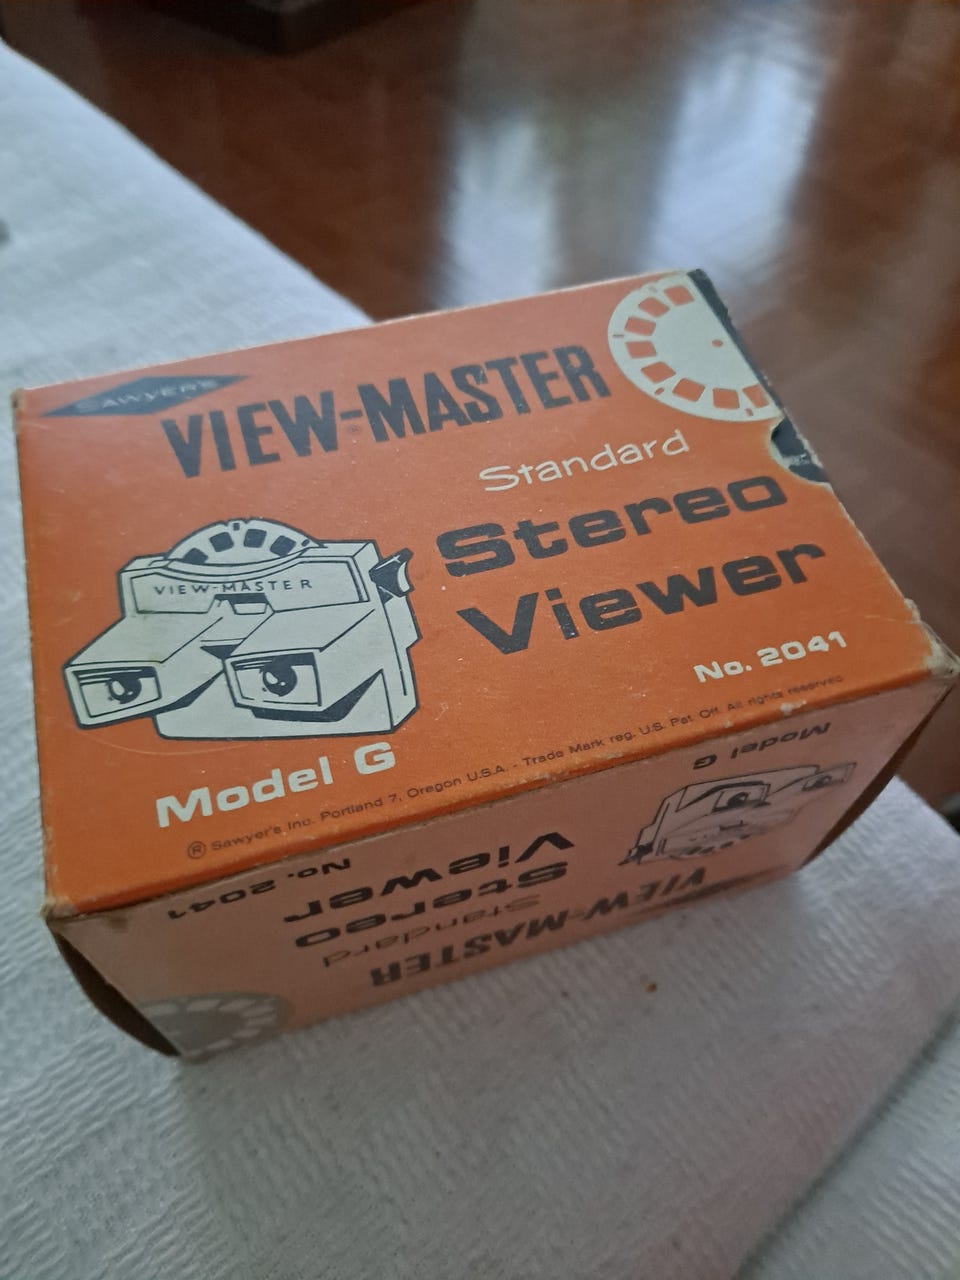 SAWYER'S
VIEW-MASTER
Standard
Stereo
Viewer
No. 2041
VIEW-MASTER
Model G
® Sawyer's Inc. Portland 7, Oregon U.S.A. - Trade Mark reg. U.S. Pat. Off. All rights reserved
VIEW-MASTER
Standard
Stereo
Viewer
No. 2041
Model G